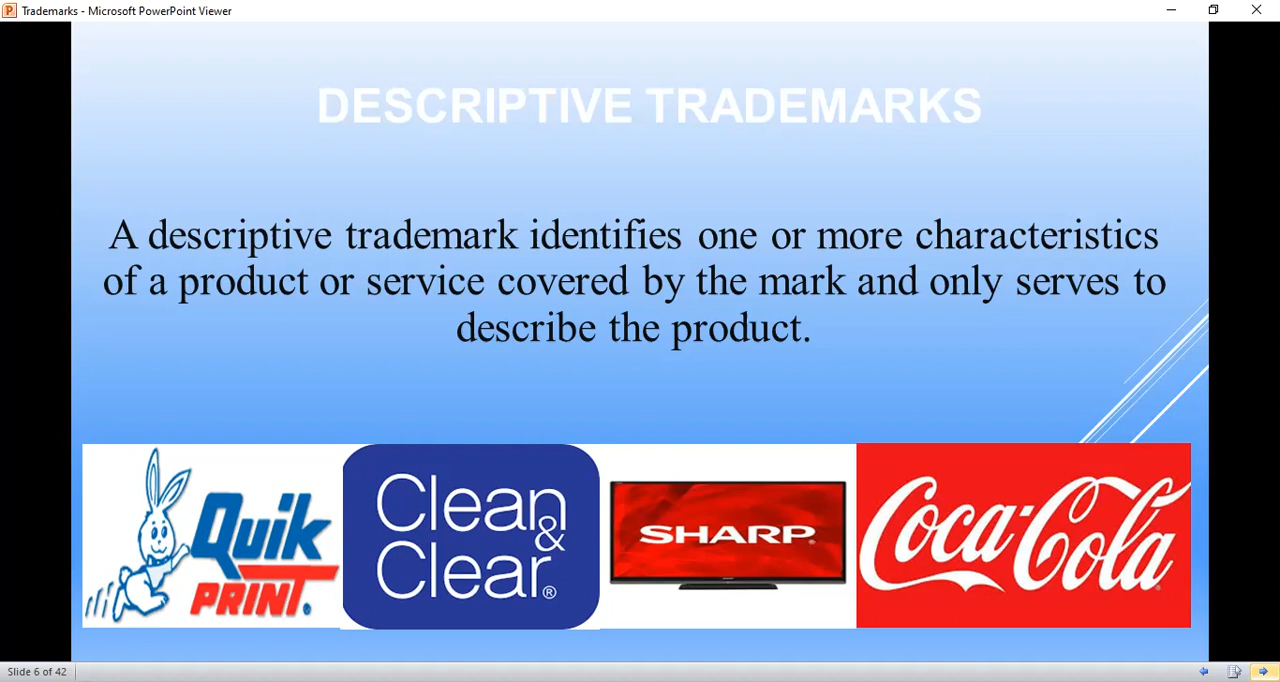 Trademarks - Microsoft PowerPoint Viewer
DESCRIPTIVE TRADEMARKS
A descriptive trademark identifies one or more characteristics
of a product or service covered by the mark and only serves to
describe the product.
Quik
PRINT®
Clean
&
Clear®
SHARP®
Coca-Cola®
Slide 6 of 42